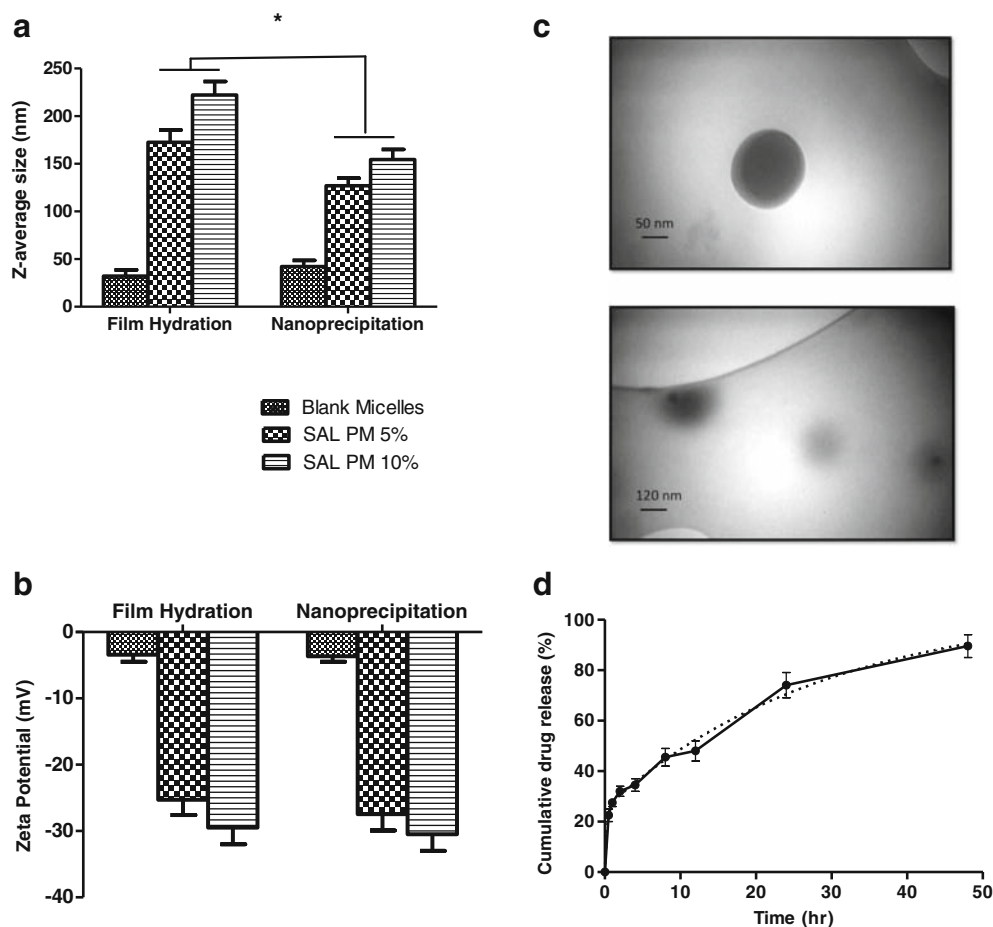 a
*
Z-average size (nm)
250
200
150
100
50
0
Film Hydration
Nanoprecipitation
Blank Micelles
SAL PM 5%
SAL PM 10%
b
Film Hydration
Nanoprecipitation
Zeta Potential (mV)
0
-10
-20
-30
-40
c
50 nm
120 nm
d
Cumulative drug release (%)
100
80
60
40
20
0
0
10
20
30
40
50
Time (hr)